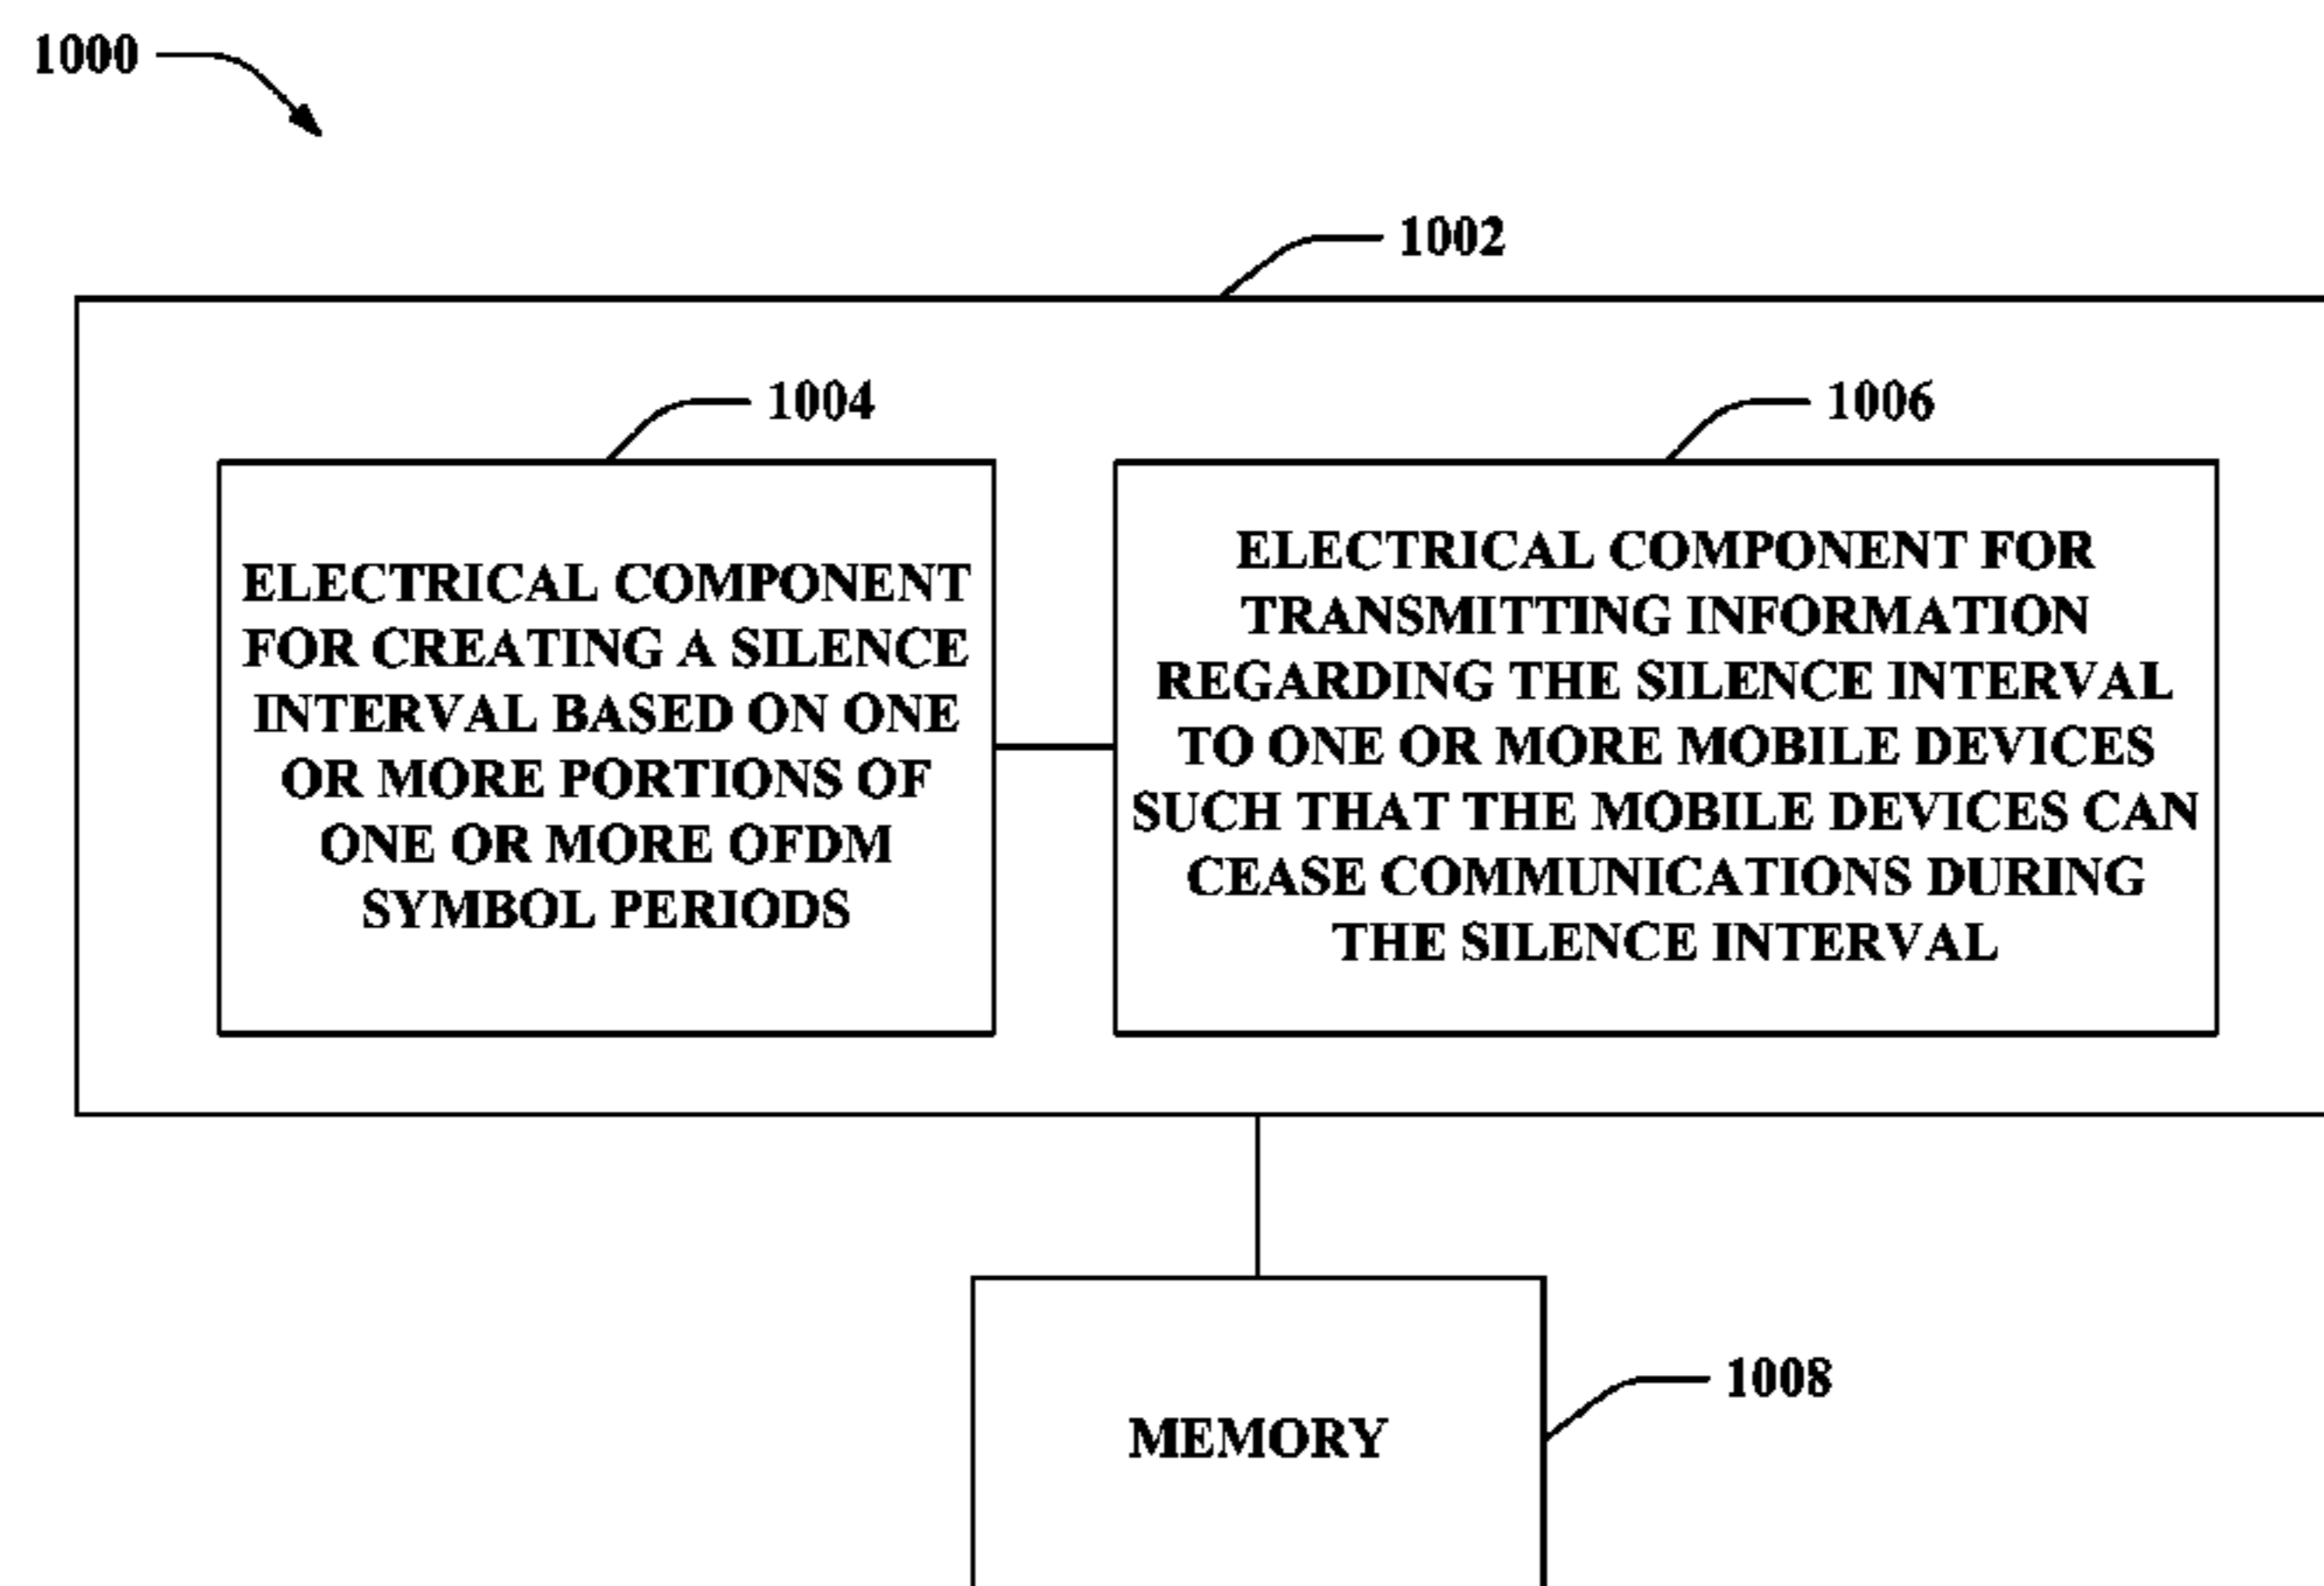 1000
1002
1004
1006
ELECTRICAL COMPONENT
FOR CREATING A SILENCE
INTERVAL BASED ON ONE
OR MORE PORTIONS OF
ONE OR MORE OFDM
SYMBOL PERIODS
ELECTRICAL COMPONENT FOR
TRANSMITTING INFORMATION
REGARDING THE SILENCE INTERVAL
TO ONE OR MORE MOBILE DEVICES
SUCH THAT THE MOBILE DEVICES CAN
CEASE COMMUNICATIONS DURING
THE SILENCE INTERVAL
1008
MEMORY